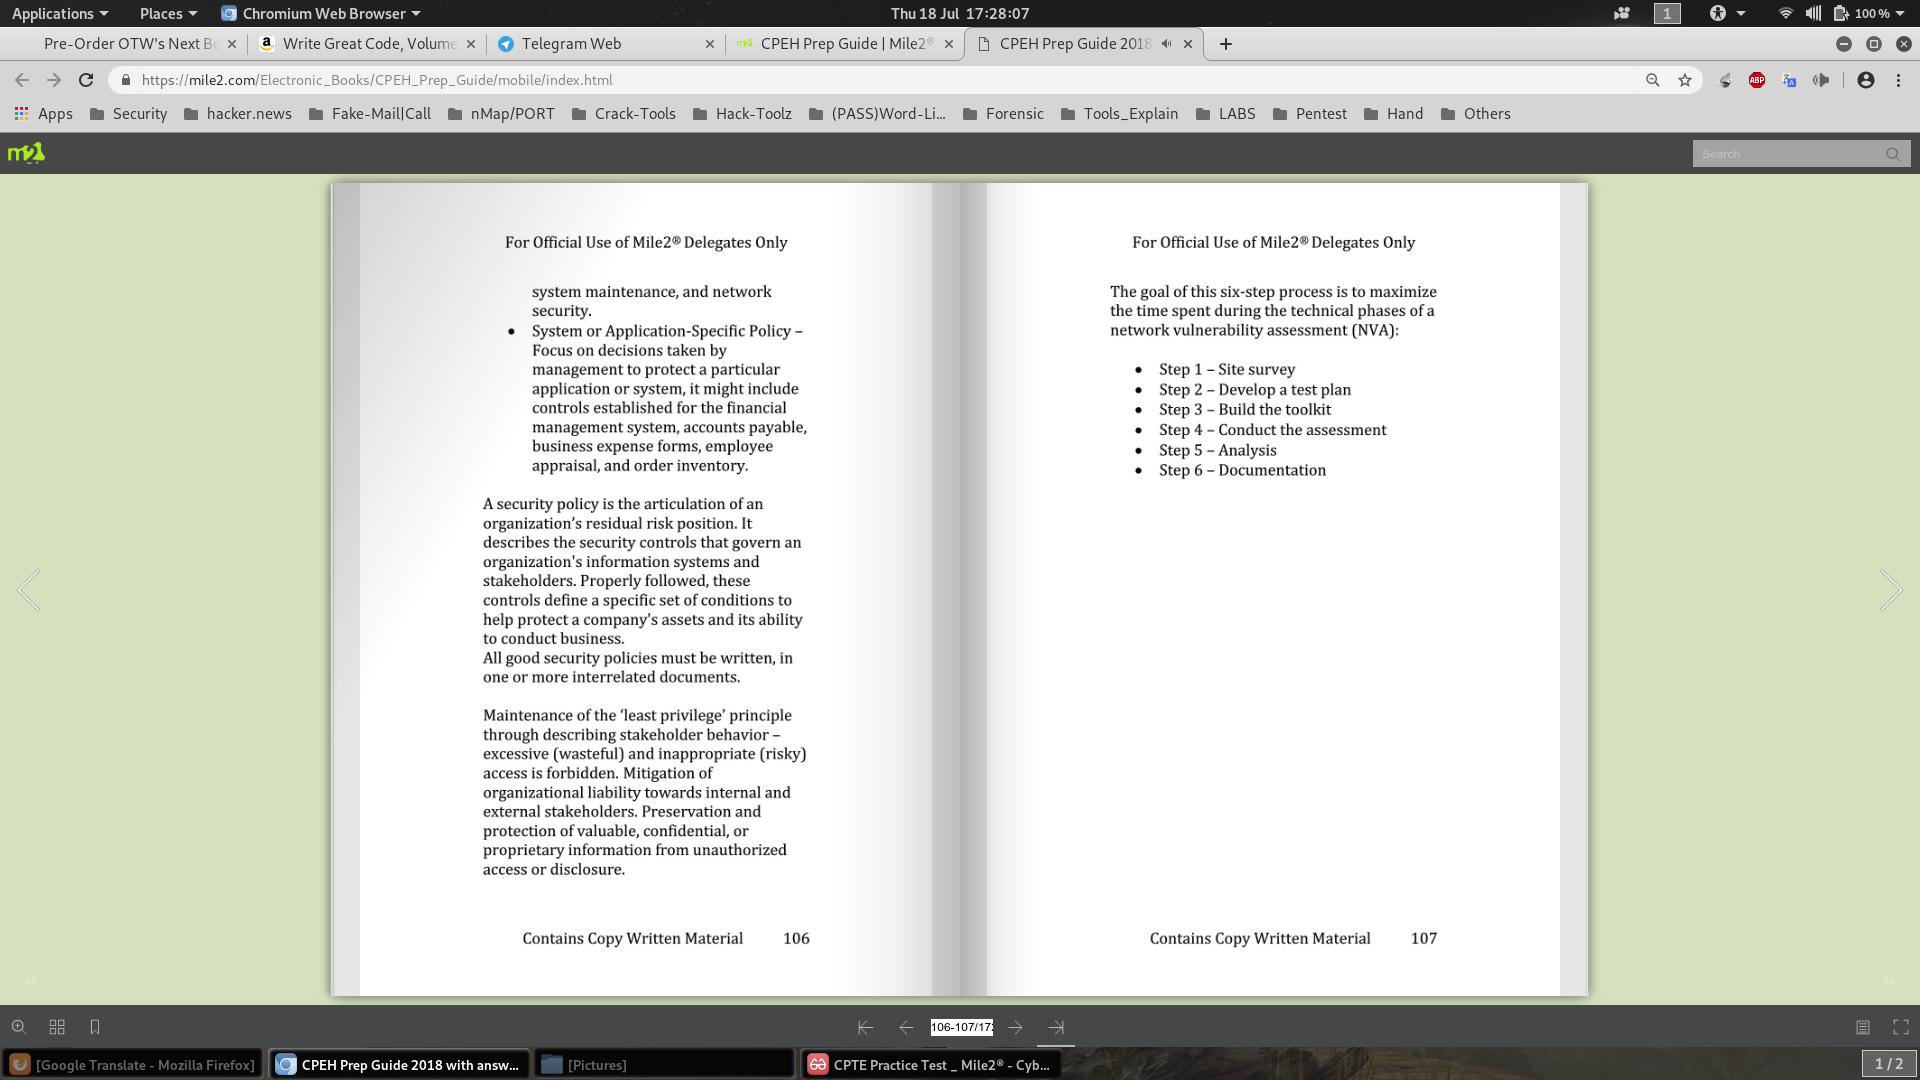 Applications Places Chromium Web Browser Thu 18 Jul 17:28:07 1 100 %
Pre-Order OTW's Next Bo Write Great Code, Volume Telegram Web CPEH Prep Guide | Mile2® CPEH Prep Guide 2018
https://mile2.com/Electronic_Books/CPEH_Prep_Guide/mobile/index.html ABP
Apps Security hacker.news Fake-Mail|Call nMap/PORT Crack-Tools Hack-Toolz (PASS)Word-Li... Forensic Tools_Explain LABS Pentest Hand Others
m2 Search
For Official Use of Mile2® Delegates Only
system maintenance, and network
security.
• System or Application-Specific Policy –
Focus on decisions taken by
management to protect a particular
application or system, it might include
controls established for the financial
management system, accounts payable,
business expense forms, employee
appraisal, and order inventory.
A security policy is the articulation of an
organization’s residual risk position. It
describes the security controls that govern an
organization's information systems and
stakeholders. Properly followed, these
controls define a specific set of conditions to
help protect a company's assets and its ability
to conduct business.
All good security policies must be written, in
one or more interrelated documents.
Maintenance of the ‘least privilege’ principle
through describing stakeholder behavior –
excessive (wasteful) and inappropriate (risky)
access is forbidden. Mitigation of
organizational liability towards internal and
external stakeholders. Preservation and
protection of valuable, confidential, or
proprietary information from unauthorized
access or disclosure.
Contains Copy Written Material 106
For Official Use of Mile2® Delegates Only
The goal of this six-step process is to maximize
the time spent during the technical phases of a
network vulnerability assessment (NVA):
• Step 1 – Site survey
• Step 2 – Develop a test plan
• Step 3 – Build the toolkit
• Step 4 – Conduct the assessment
• Step 5 – Analysis
• Step 6 – Documentation
Contains Copy Written Material 107
106-107/17
[Google Translate - Mozilla Firefox] CPEH Prep Guide 2018 with answ... [Pictures] CPTE Practice Test _ Mile2® - Cyb... 1 / 2